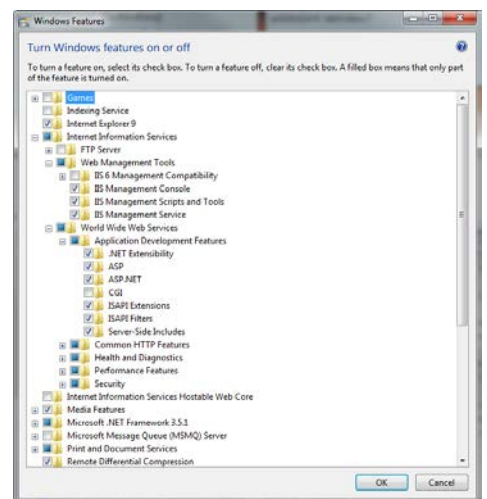 Windows Features
Turn Windows features on or off
To turn a feature on, select its check box. To turn a feature off, clear its check box. A filled box means that only part
of the feature is turned on.
Games
Indexing Service
Internet Explorer 9
Internet Information Services
FTP Server
Web Management Tools
IIS 6 Management Compatibility
IIS Management Console
IIS Management Scripts and Tools
IIS Management Service
World Wide Web Services
Application Development Features
.NET Extensibility
ASP
ASP.NET
CGI
ISAPI Extensions
ISAPI Filters
Server-Side Includes
Common HTTP Features
Health and Diagnostics
Performance Features
Security
Internet Information Services Hostable Web Core
Media Features
Microsoft .NET Framework 3.5.1
Microsoft Message Queue (MSMQ) Server
Print and Document Services
Remote Differential Compression
OK Cancel